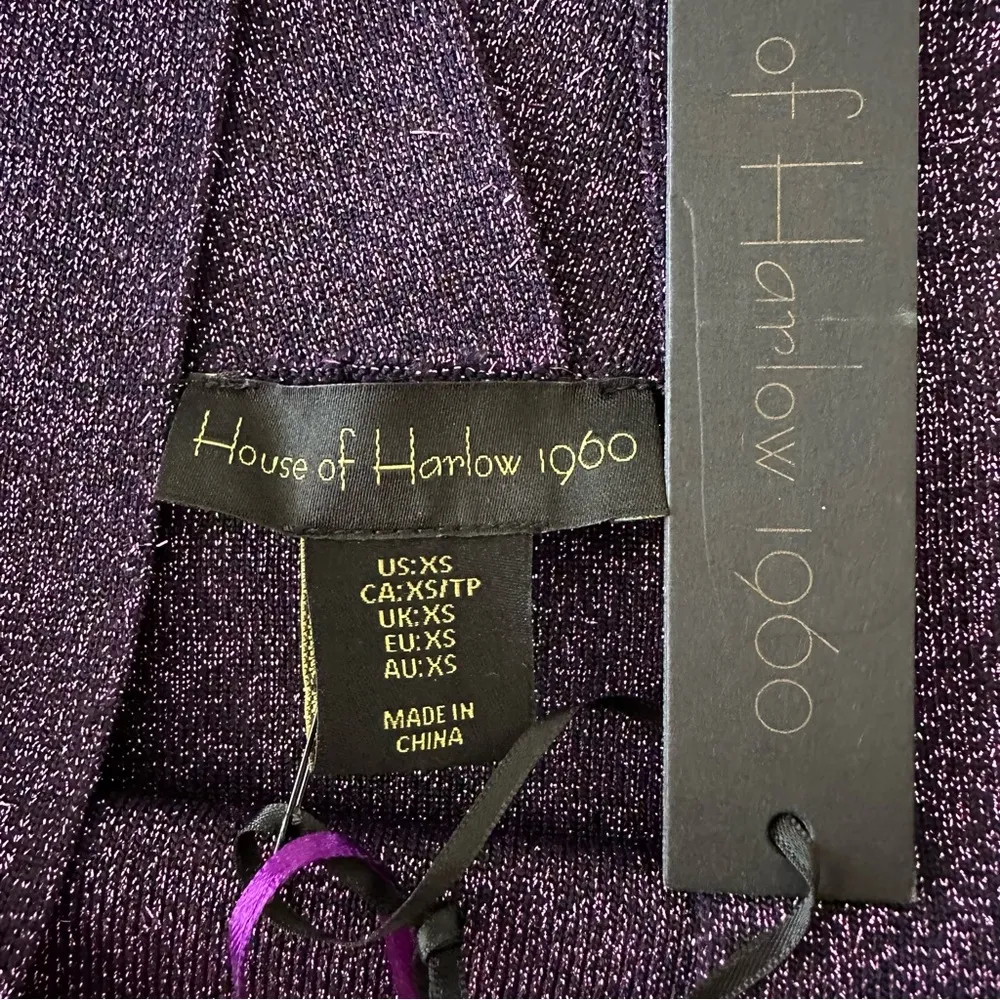 House of Harlow 1960
US:XS
CA:XS/TP
UK:XS
EU:XS
AU:XS
MADE IN
CHINA
of Harlow 1960